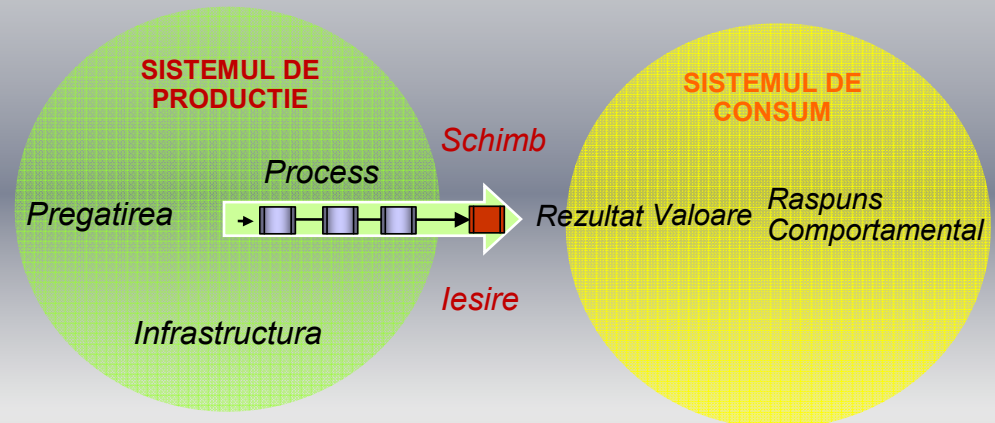 SISTEMUL DE
PRODUCTIE
SISTEMUL DE
CONSUM
Schimb
Process
Pregatirea
Rezultat Valoare
Raspuns
Comportamental
Iesire
Infrastructura